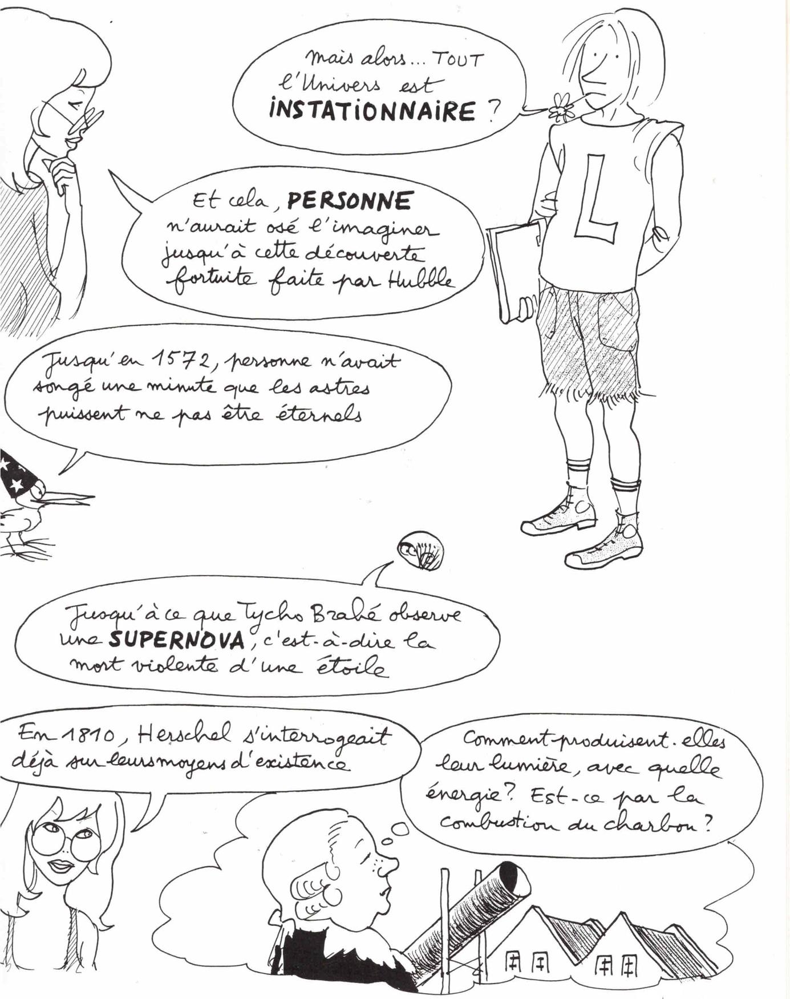 mais alors... TOUT
l'Univers est
iNSTATiONNAiRE ?
L
Et cela, PERSONNE
n'aurait osé l'imaginer
jusqu'à cette découverte
fortuite faite par Hubble
Jusqu'en 1572, personne n'avait
songé une minute que les astres
puissent ne pas être éternels
Jusqu'à ce que Tycho Brahé observe
une SUPERNOVA, c'est-à-dire la
mort violente d'une étoile
En 1810, Herschel s'interrogeait
déjà sur leurs moyens d'existence
Comment produisent-elles
leur lumière, avec quelle
énergie? Est-ce par la
combustion du charbon?